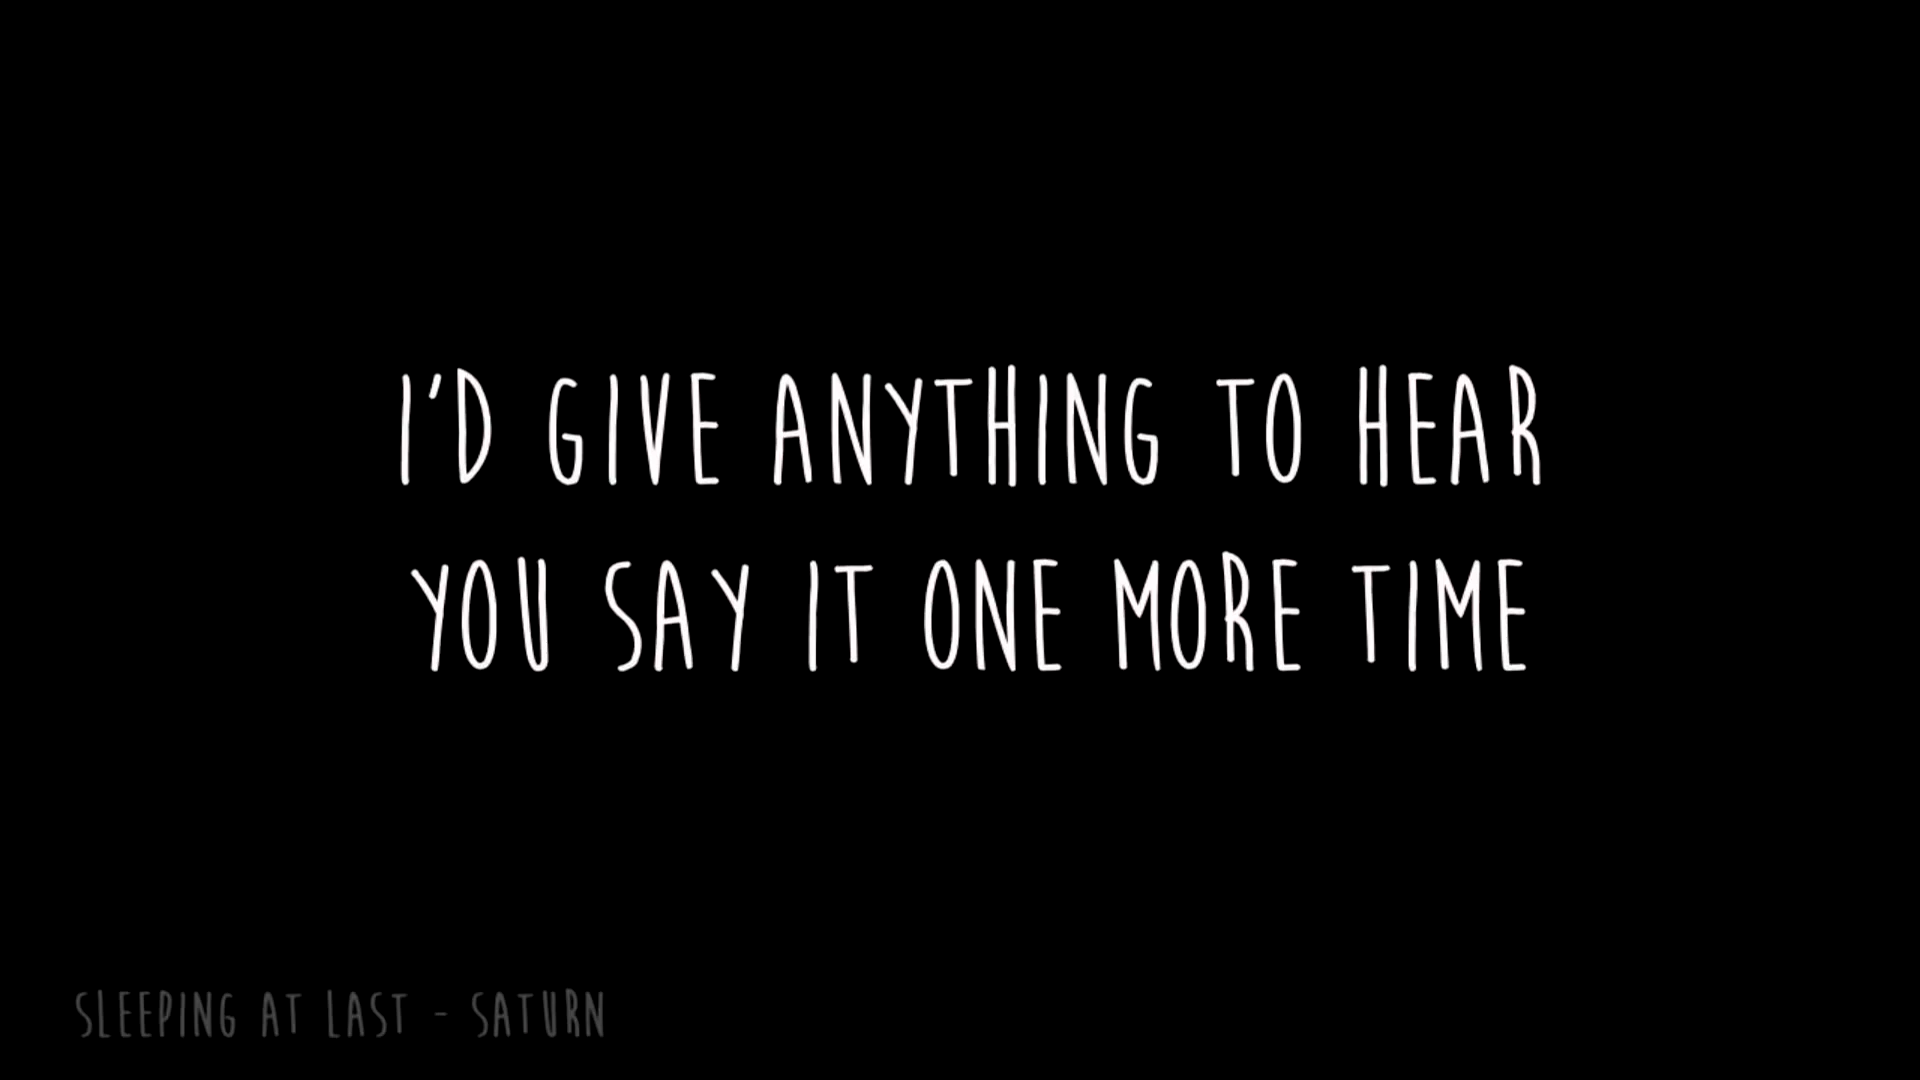 I'D GIVE ANYTHING TO HEAR
YOU SAY IT ONE MORE TIME
SLEEPING AT LAST - SATURN